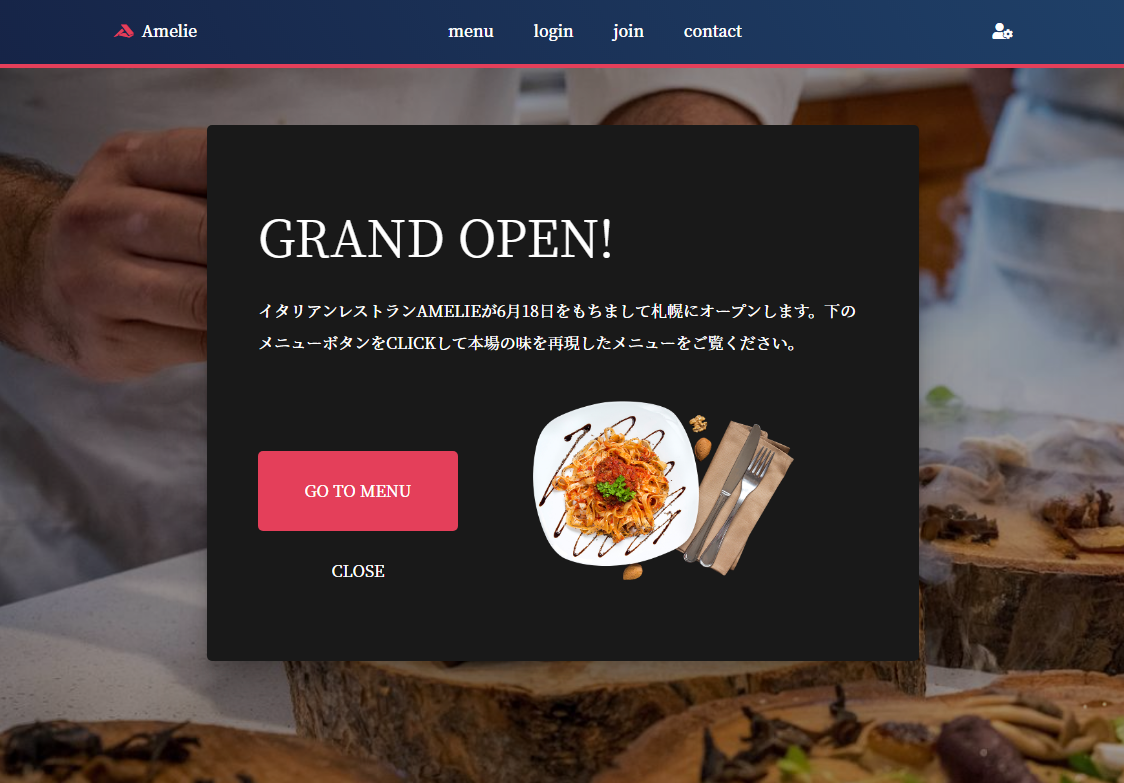 Amelie
menu login join contact
GRAND OPEN!
イタリアンレストランAMELIEが6月18日をもちまして札幌にオープンします。下の
メニューボタンをCLICKして本場の味を再現したメニューをご覧ください。
GO TO MENU
CLOSE